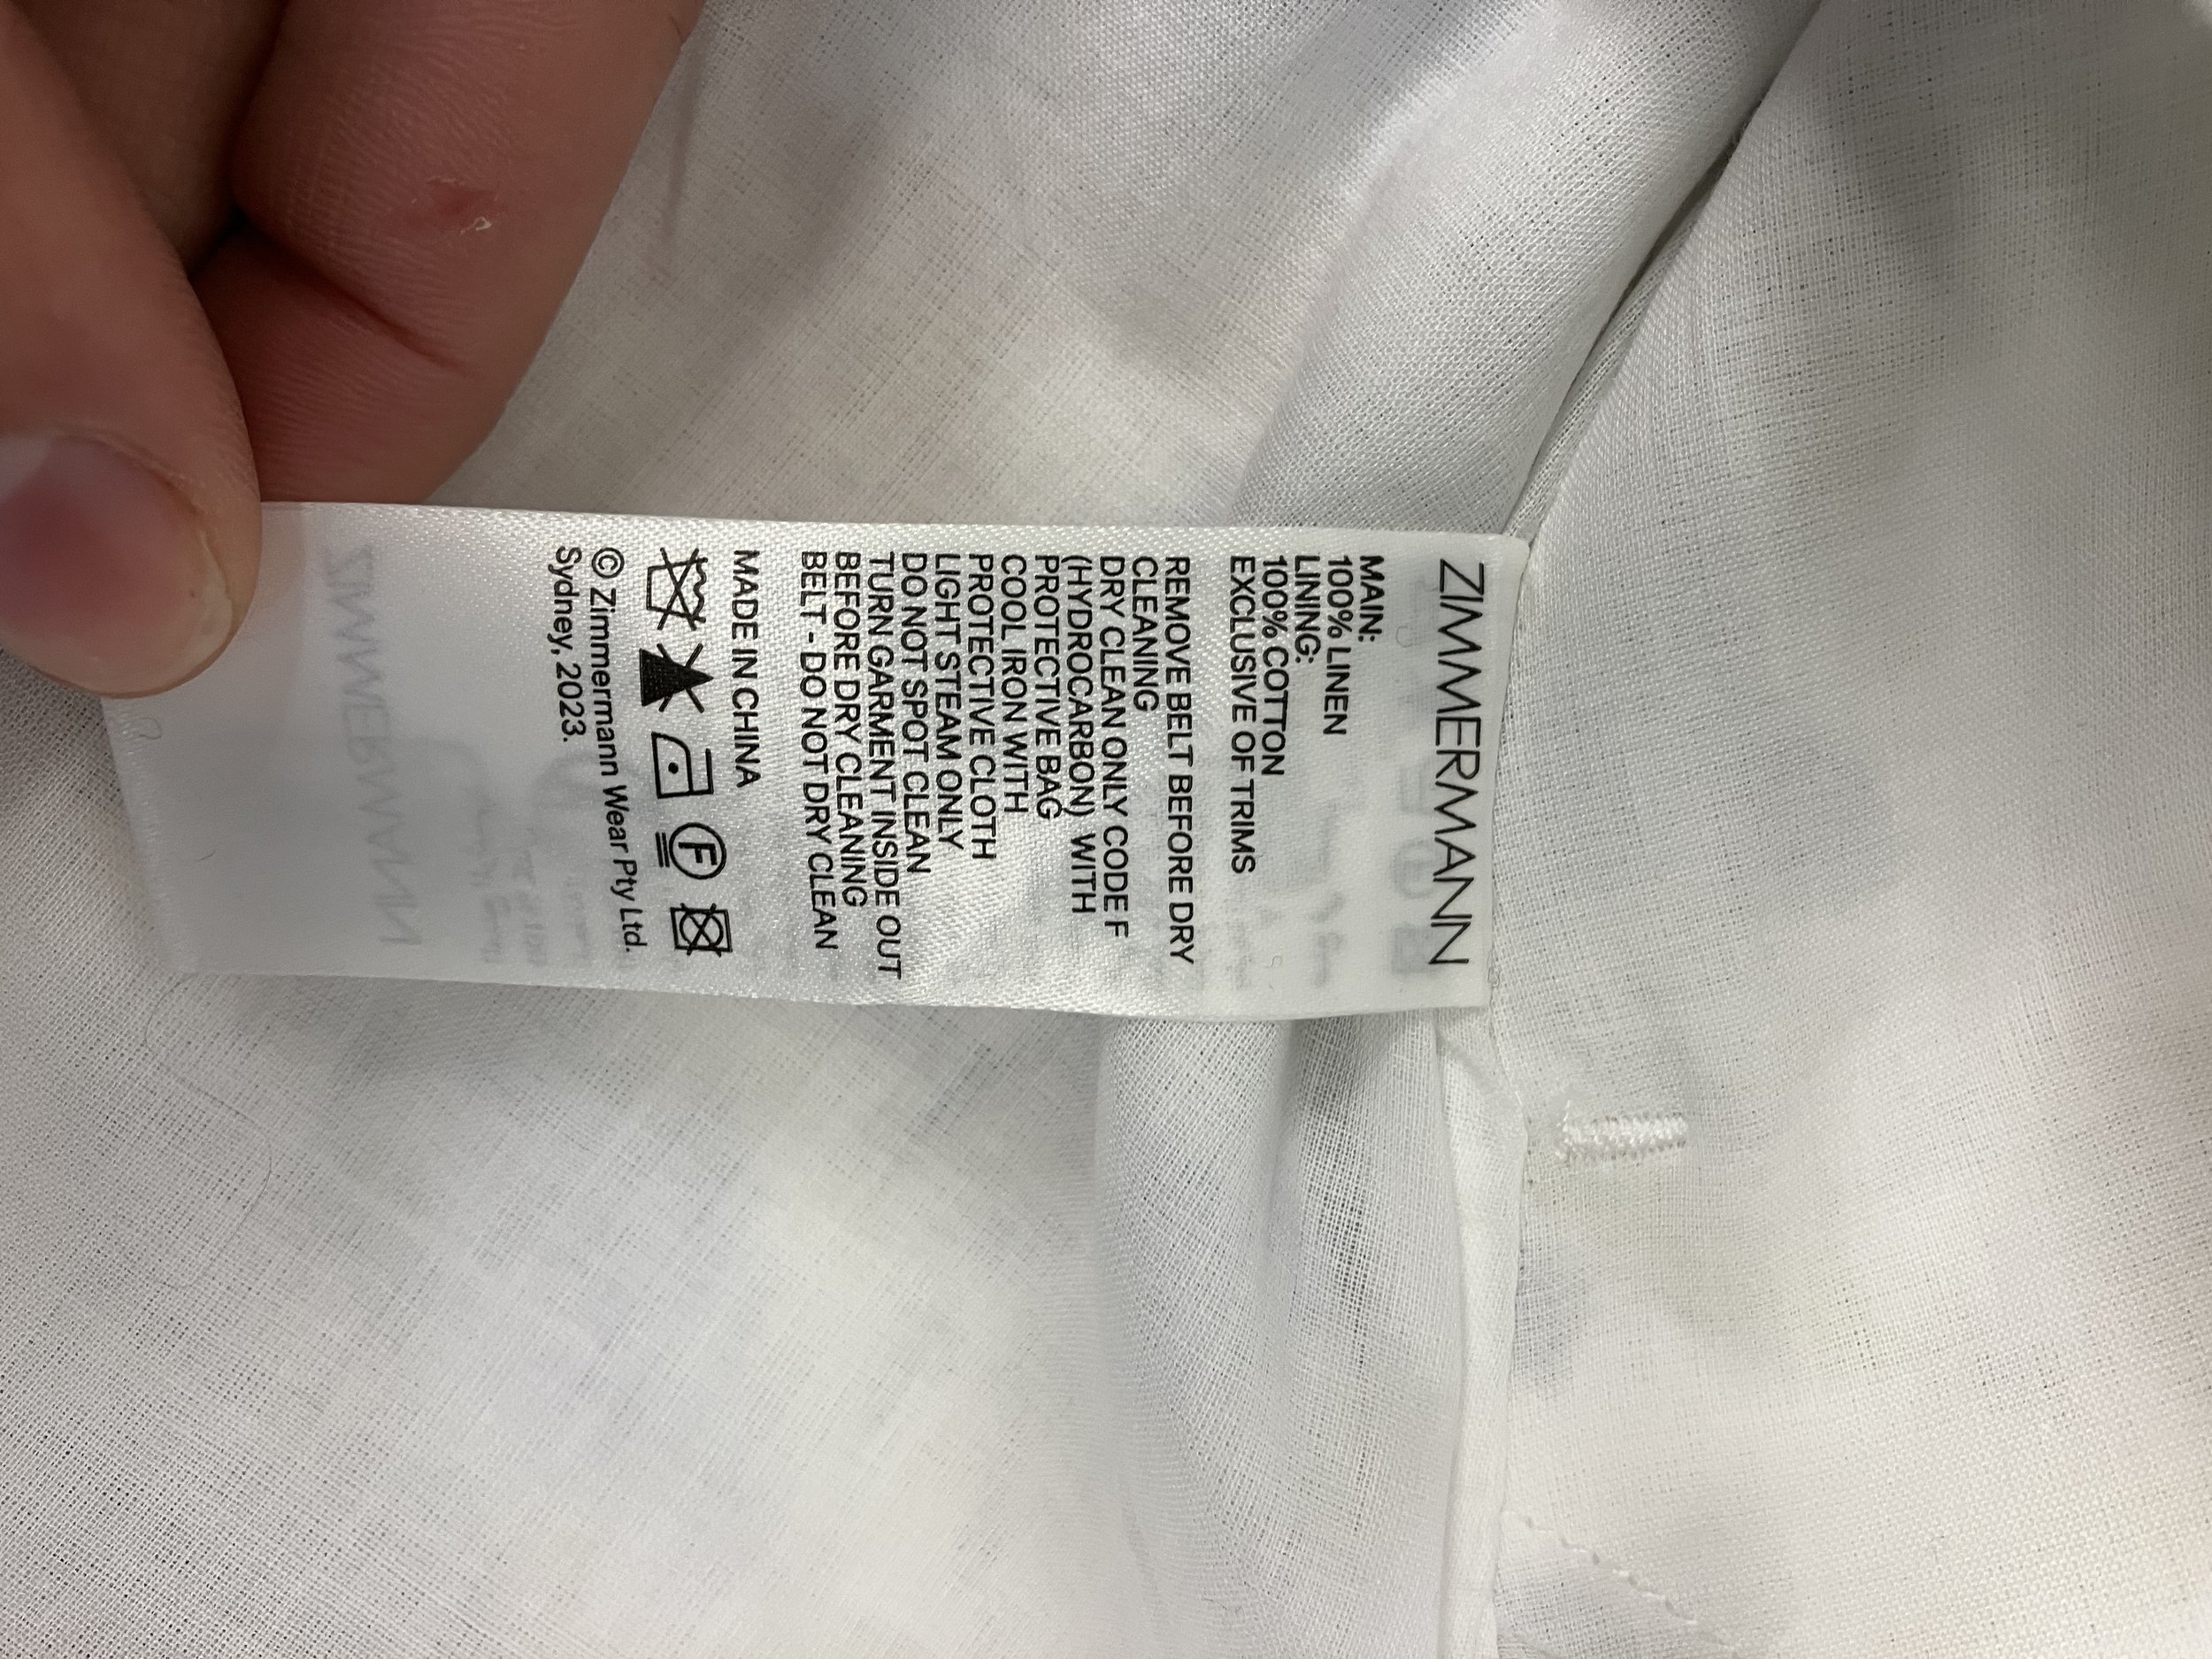 ZIMMERMANN
MAIN:
100% LINEN
LINING:
100% COTTON
EXCLUSIVE OF TRIMS
REMOVE BELT BEFORE DRY
CLEANING
DRY CLEAN ONLY CODE F
(HYDROCARBON) WITH
PROTECTIVE BAG
COOL IRON WITH
PROTECTIVE CLOTH
LIGHT STEAM ONLY
DO NOT SPOT CLEAN
TURN GARMENT INSIDE OUT
BEFORE DRY CLEANING
BELT - DO NOT DRY CLEAN
MADE IN CHINA
F
© Zimmermann Wear Pty Ltd.
Sydney, 2023.
ZIMMERMANN